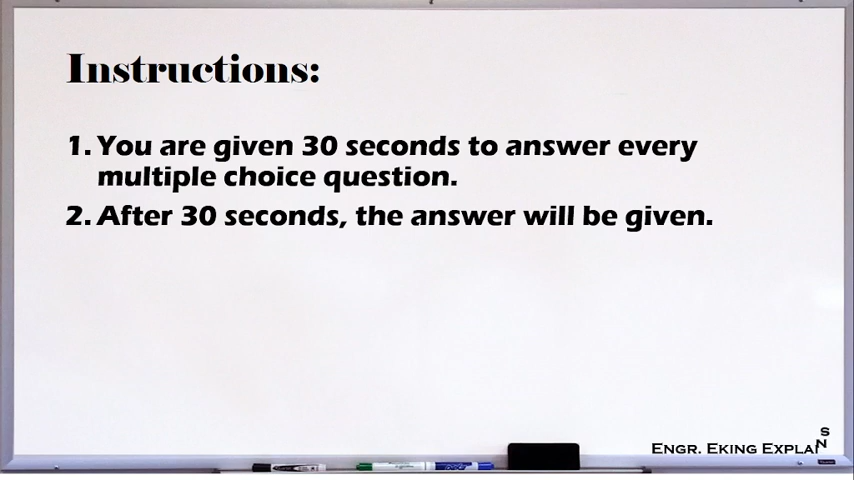 Instructions:
1. You are given 30 seconds to answer every
multiple choice question.
2. After 30 seconds, the answer will be given.
ENGR. EKING EXPLAINS